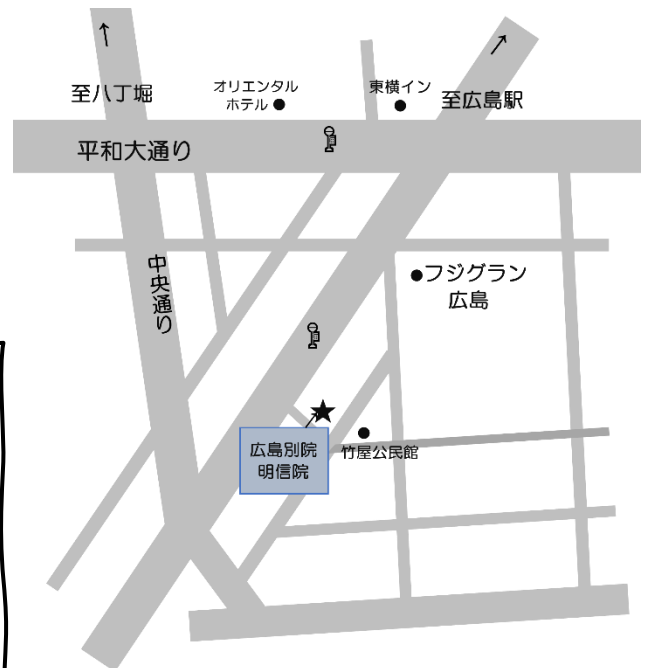 至八丁堀
オリエンタル
ホテル
東横イン
至広島駅
平和大通り
中央通り
フジグラン
広島
広島別院
明信院
竹屋公民館